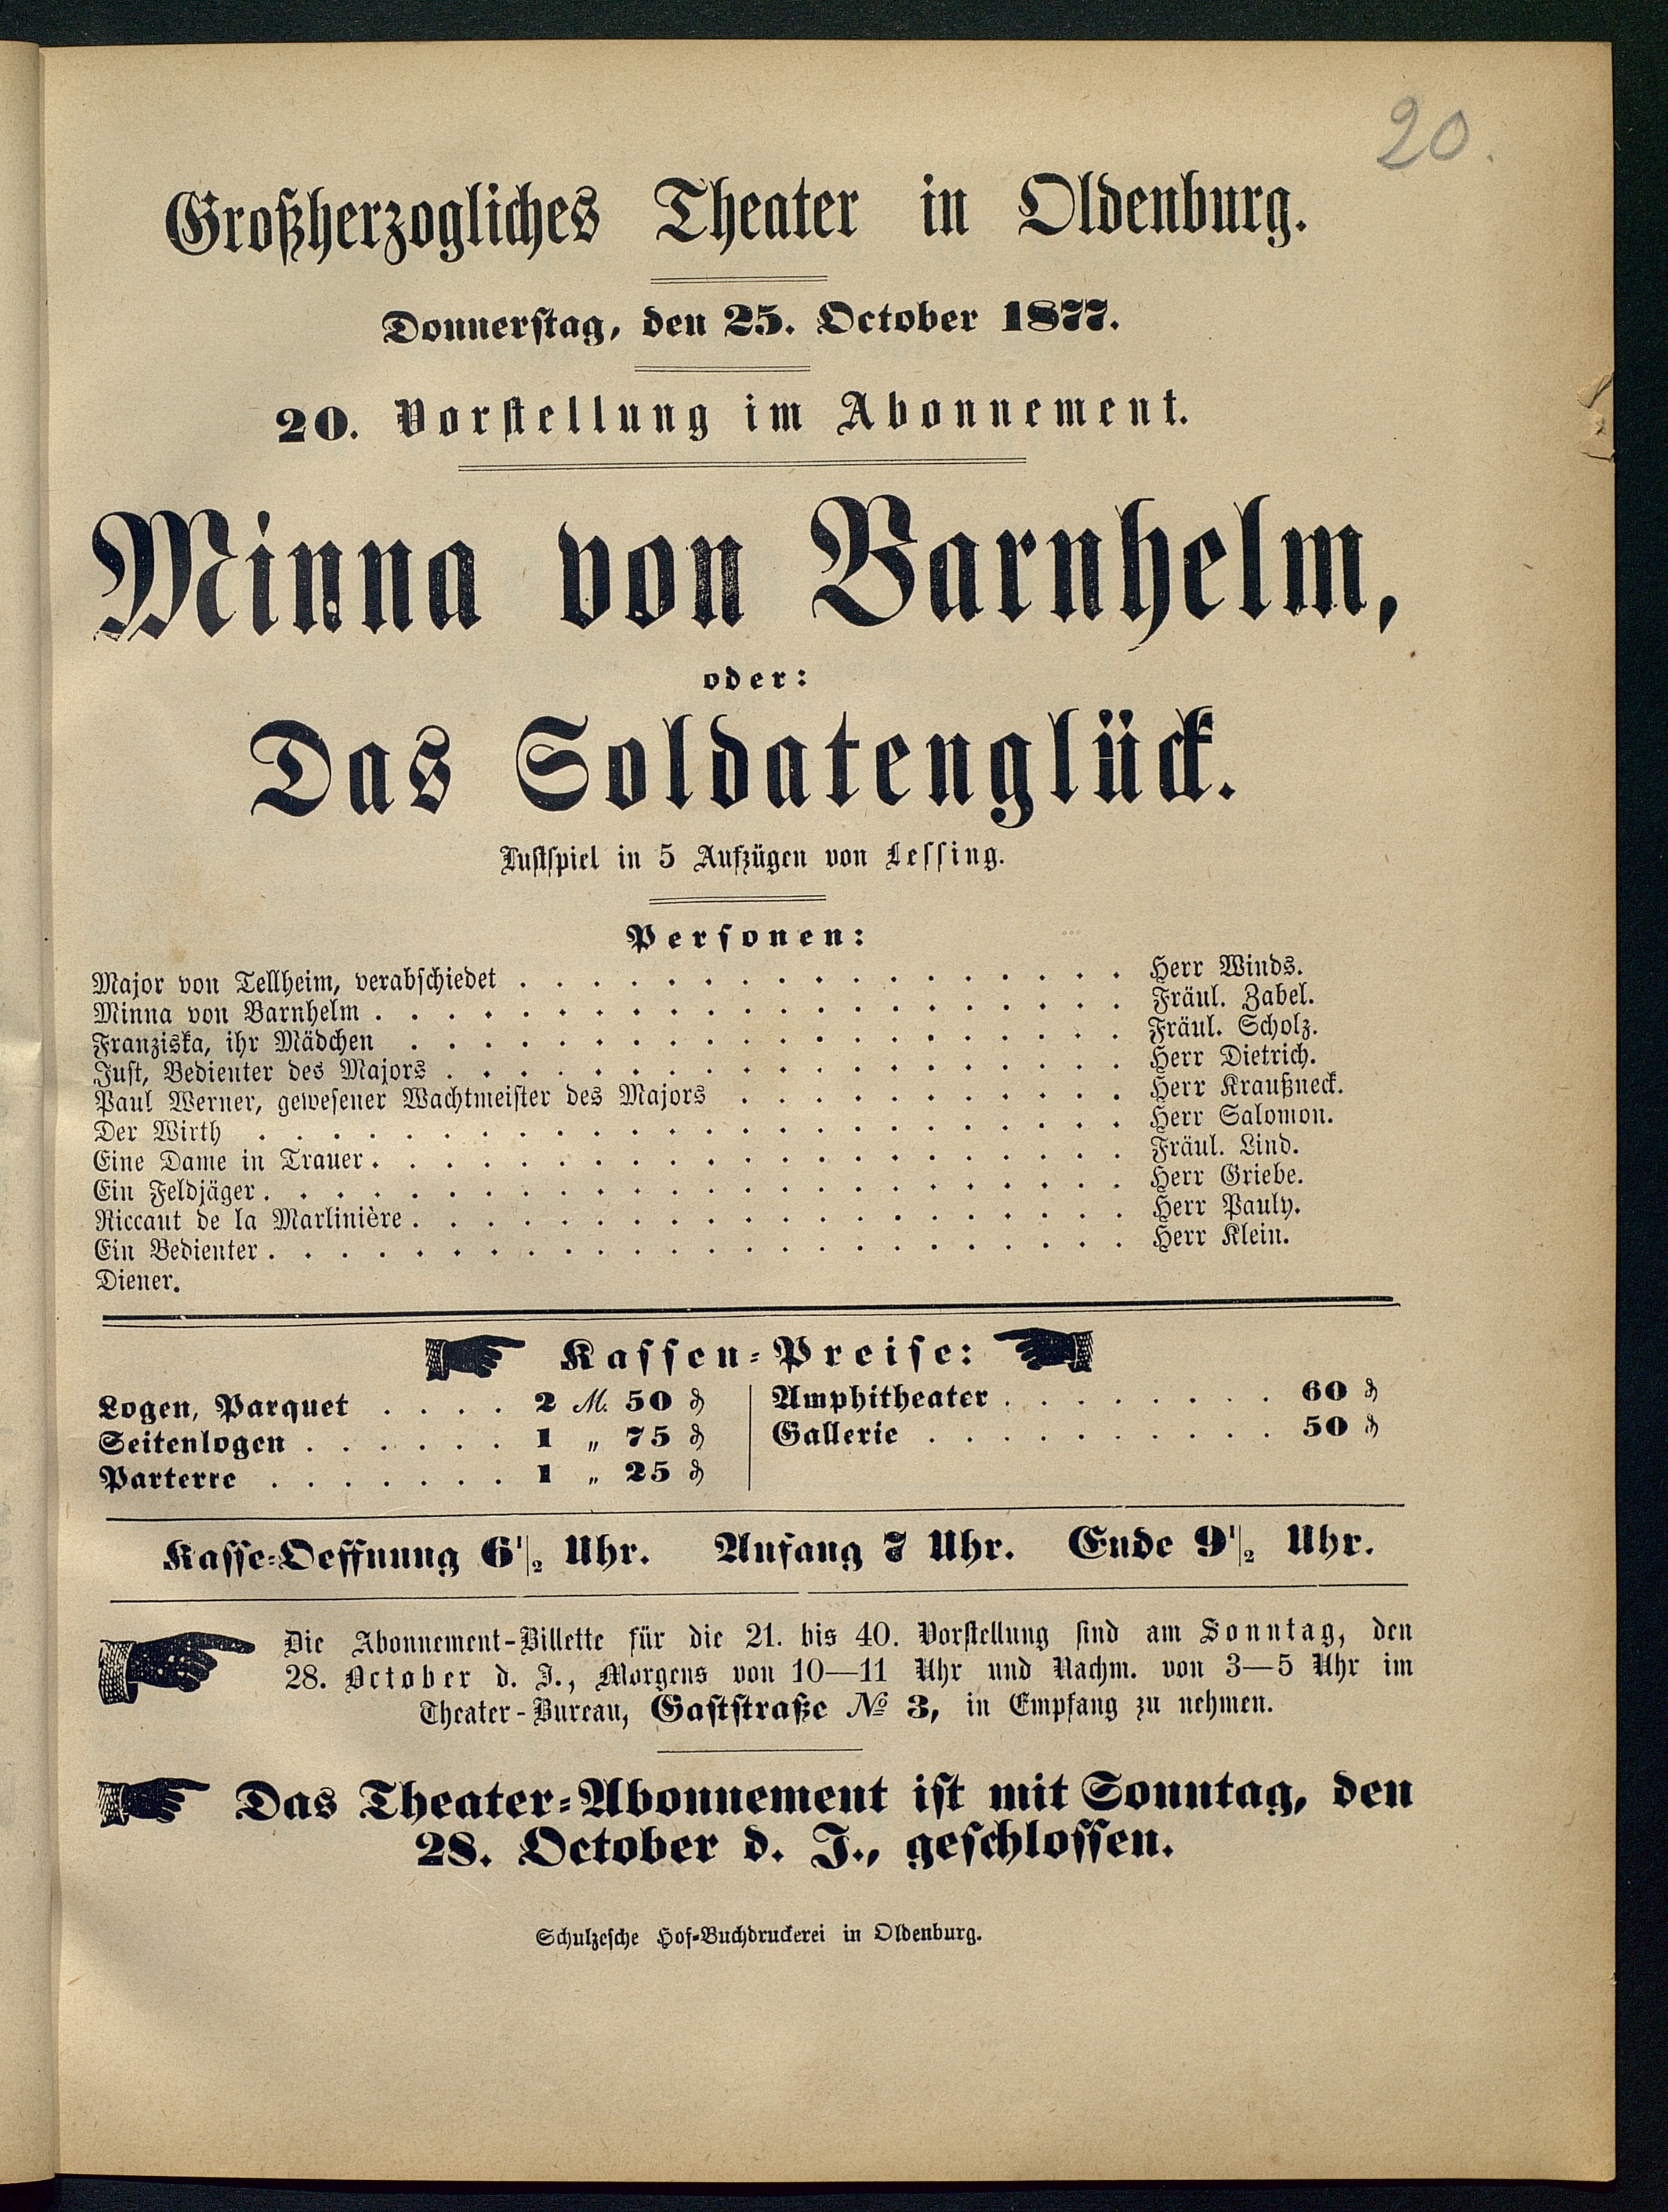 20.
Großherzogliches Theater in Oldenburg.
Donnerstag, den 25. October 1877.
20. Vorstellung im Abonnement.
Minna von Barnhelm,
oder:
Das Soldatenglück.
Lustspiel in 5 Aufzügen von Lessing.
Personen:
Major von Tellheim, verabschiedet . . . . . . . . . . . . . . . . . Herr Winds.
Minna von Barnhelm . . . . . . . . . . . . . . . . . . . . . Fräul. Zabel.
Franziska, ihr Mädchen . . . . . . . . . . . . . . . . . . . . Fräul. Scholz.
Just, Bedienter des Majors . . . . . . . . . . . . . . . . . . . Herr Dietrich.
Paul Werner, gewesener Wachtmeister des Majors . . . . . . . . . . . Herr Kraußneck.
Der Wirth . . . . . . . . . . . . . . . . . . . . . . . . Herr Salomon.
Eine Dame in Trauer . . . . . . . . . . . . . . . . . . . . . Fräul. Lind.
Ein Feldjäger . . . . . . . . . . . . . . . . . . . . . . . . Herr Griebe.
Riccaut de la Marlinière . . . . . . . . . . . . . . . . . . . . Herr Pauly.
Ein Bedienter . . . . . . . . . . . . . . . . . . . . . . . . Herr Klein.
Diener.
Kassen-Preise:
Logen, Parquet . . . . 2 M. 50 ₰
Seitenlogen . . . . . . 1 „ 75 ₰
Parterre . . . . . . . 1 „ 25 ₰
Amphitheater . . . . . . . . 60 ₰
Gallerie . . . . . . . . . . 50 ₰
Kasse-Oeffnung 6 1/2 Uhr. Anfang 7 Uhr. Ende 9 1/2 Uhr.
Die Abonnement-Billette für die 21. bis 40. Vorstellung sind am Sonntag, den
28. October d. J., Morgens von 10—11 Uhr und Nachm. von 3—5 Uhr im
Theater-Bureau, Gaststraße № 3, in Empfang zu nehmen.
Das Theater-Abonnement ist mit Sonntag, den
28. October d. J., geschlossen.
Schulzesche Hof-Buchdruckerei in Oldenburg.